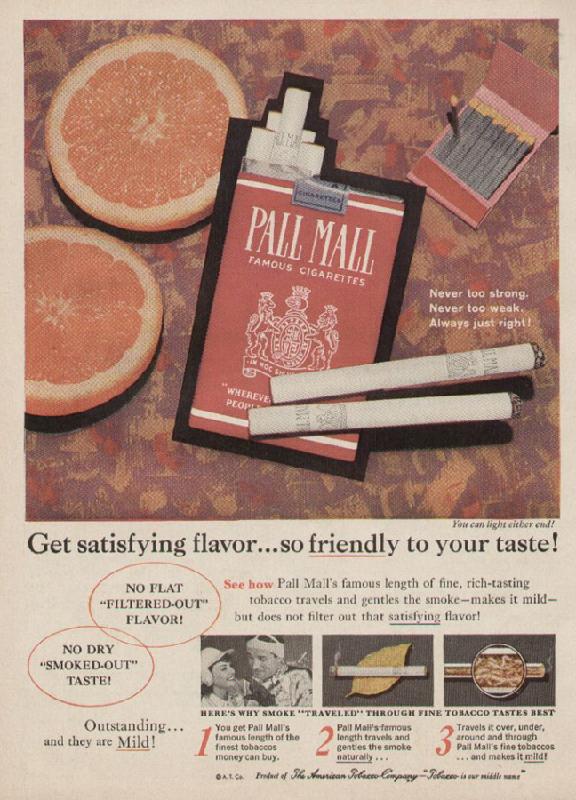 CIGARETTES
PALL MALL
FAMOUS CIGARETTES
"WHEREVER
PEOPL
Never too strong.
Never too weak.
Always just right!
You can light either end!
Get satisfying flavor...so friendly to your taste!
NO FLAT
"FILTERED-OUT"
FLAVOR!
NO DRY
"SMOKED-OUT"
TASTE!
See how Pall Mall's famous length of fine, rich-tasting
tobacco travels and gentles the smoke—makes it mild—
but does not filter out that satisfying flavor!
HERE'S WHY SMOKE "TRAVELED" THROUGH FINE TOBACCO TASTES BEST
Outstanding...
and they are Mild!
1 You get Pall Mall's
famous length of the
finest tobaccos
money can buy.
2 Pall Mall's famous
length travels and
gentles the smoke
naturally...
3 Travels it over, under,
around and through
Pall Mall's fine tobaccos
...and makes it mild!
© A.T. Co. Product of The American Tobacco Company—"Tobacco is our middle name"